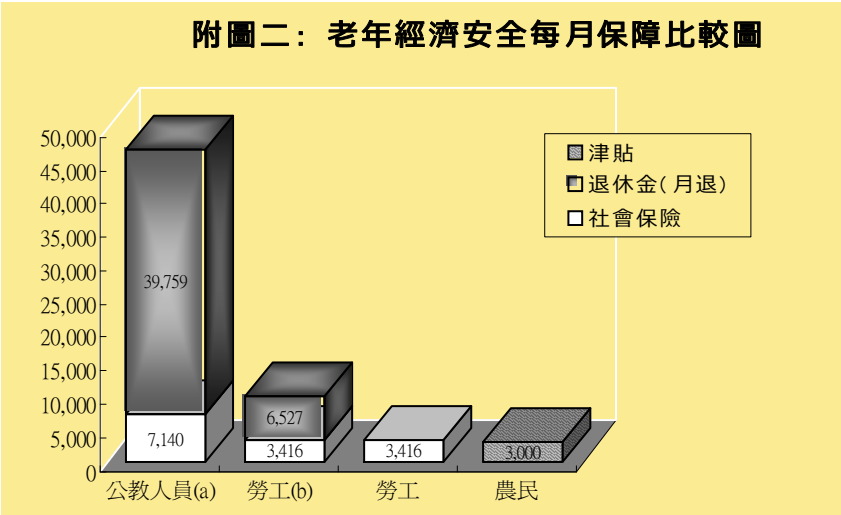 附圖二：老年經濟安全每月保障比較圖
50,000
45,000
40,000
35,000
30,000
25,000
20,000
15,000
10,000
5,000
0
39,759
7,140
6,527
3,416
3,416
3,000
公教人員(a)
勞工(b)
勞工
農民
津貼
退休金(月退)
社會保險